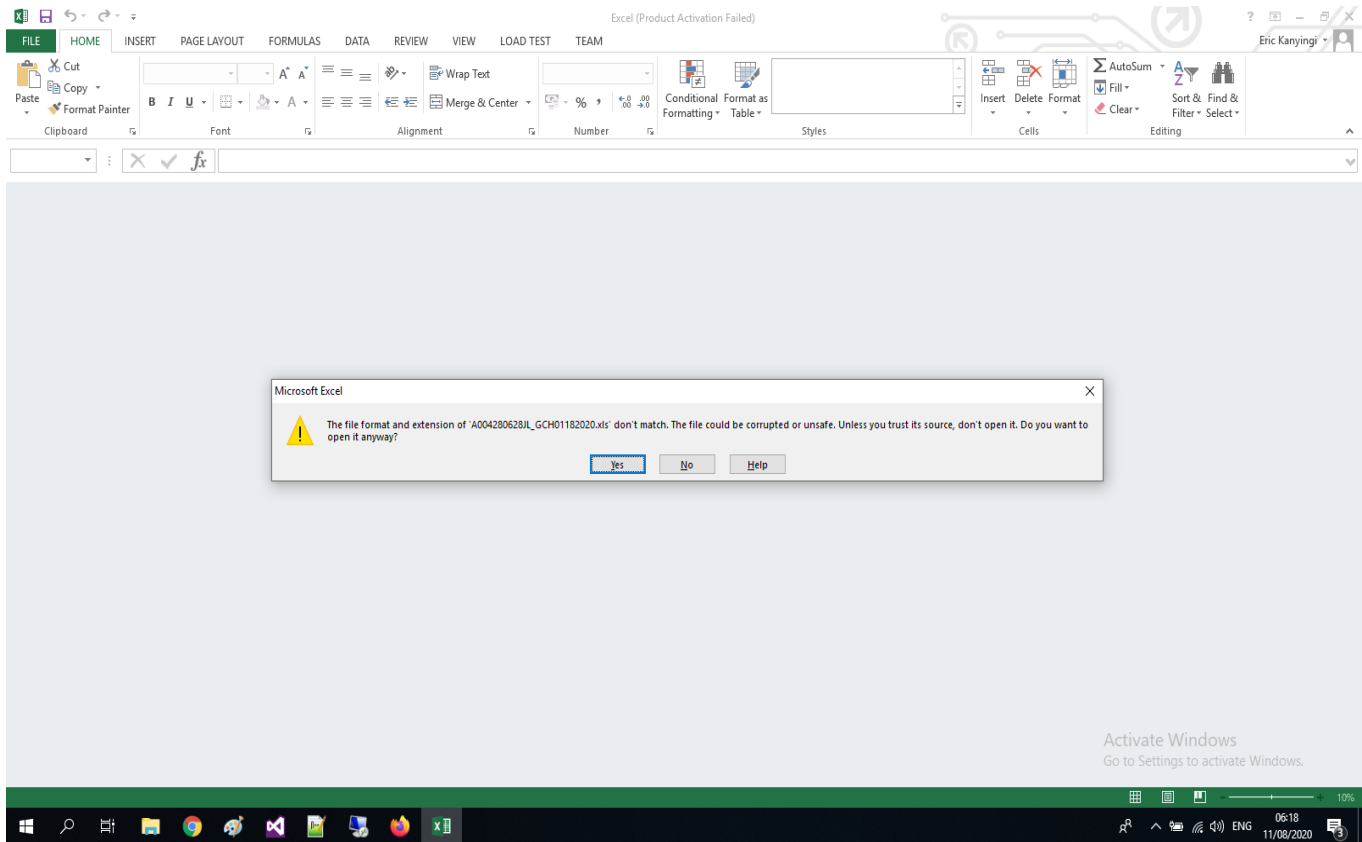 Excel (Product Activation Failed)
?
FILE HOME INSERT PAGE LAYOUT FORMULAS DATA REVIEW VIEW LOAD TEST TEAM
Eric Kanyingi
Paste
Cut
Copy
Format Painter
Clipboard
B I U
A A
A
Font
Wrap Text
Merge & Center
Alignment
% ,
Number
Conditional Formatting
Format as Table
Styles
Insert Delete Format
Cells
AutoSum
Fill
Clear
Sort & Filter
Find & Select
Editing
fx
Microsoft Excel
The file format and extension of 'A004280628JL_GCH01182020.xls' don't match. The file could be corrupted or unsafe. Unless you trust its source, don't open it. Do you want to
open it anyway?
Yes No Help
Activate Windows
Go to Settings to activate Windows.
10%
ENG
06:18
11/08/2020
3